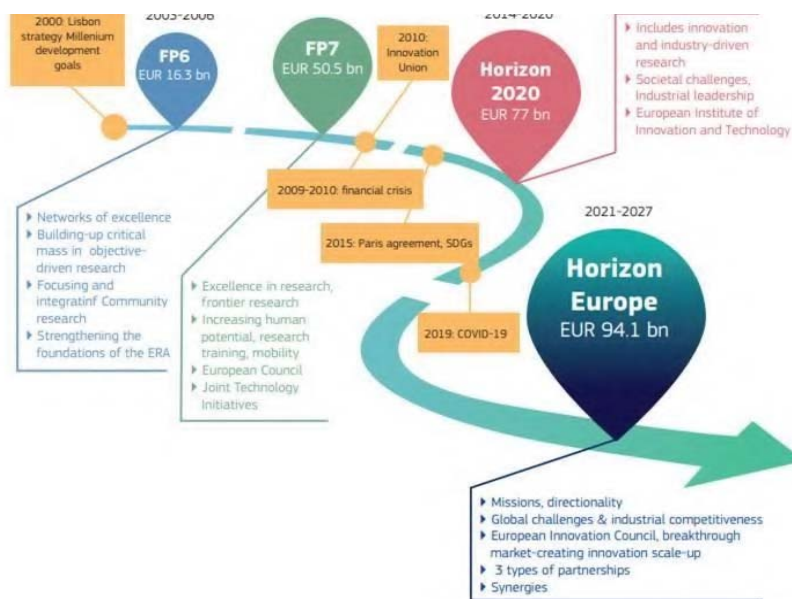 2000: Lisbon
strategy Millenium
development
goals
2003-2006
FP6
EUR 16.3 bn
FP7
EUR 50.5 bn
2010:
Innovation
Union
2014-2020
Horizon
2020
EUR 77 bn
Includes innovation
and industry-driven
research
Societal challenges,
Industrial leadership
European Institute of
Innovation and Technology
2009-2010: financial crisis
2015: Paris agreement, SDGs
2019: COVID-19
2021-2027
Horizon
Europe
EUR 94.1 bn
Networks of excellence
Building-up critical
mass in objective-
driven research
Focusing and
integratinf Community
research
Strengthening the
foundations of the ERA
Excellence in research,
frontier research
Increasing human
potential, research
training, mobility
European Council
Joint Technology
Initiatives
Missions, directionality
Global challenges & industrial competitiveness
European Innovation Council, breakthrough
market-creating innovation scale-up
3 types of partnerships
Synergies